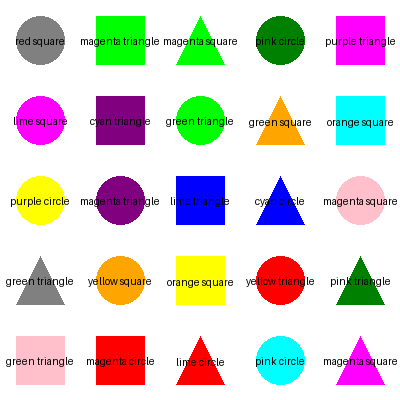 red square magenta triangle magenta square pink circle purple triangle
lime square cyan triangle green triangle green square orange square
purple circle magenta triangle lime triangle cyan circle magenta square
green triangle yellow square orange square yellow triangle pink triangle
green triangle magenta circle lime circle pink circle magenta square